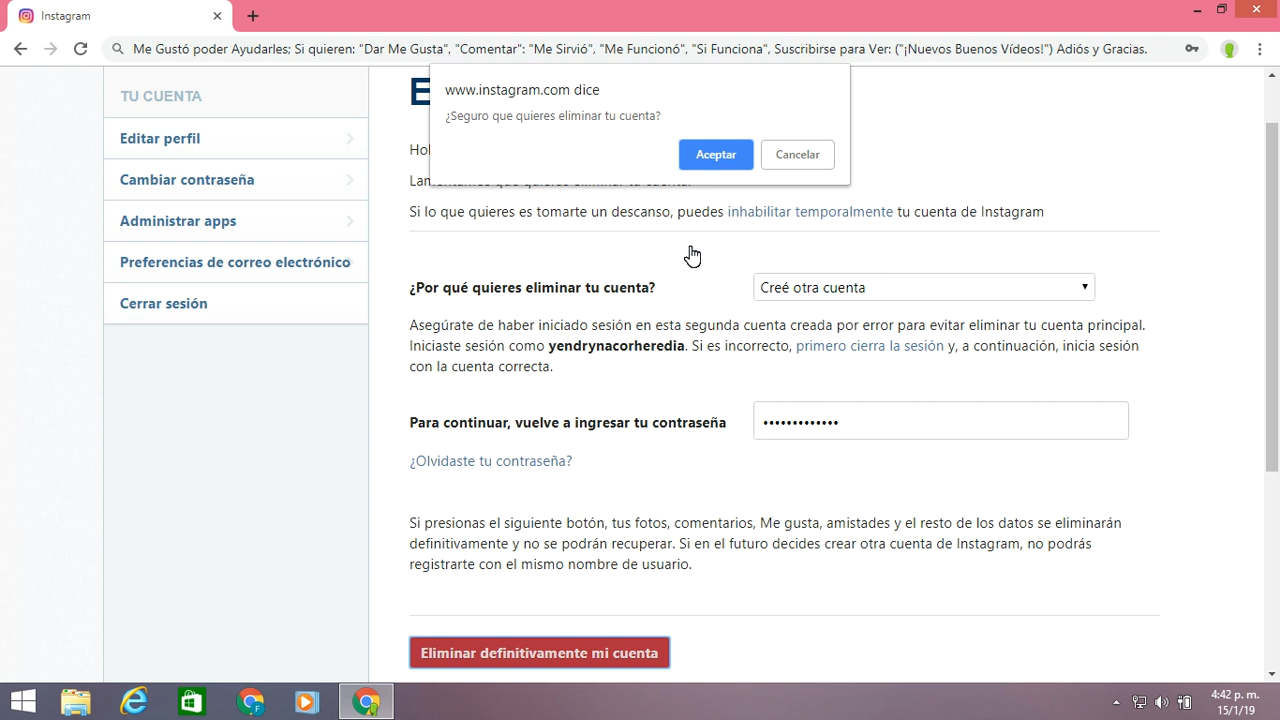 Instagram
Me Gustó poder Ayudarles; Si quieren: "Dar Me Gusta", "Comentar": "Me Sirvió", "Me Funcionó", "Si Funciona", Suscribirse para Ver: ("¡Nuevos Buenos Vídeos!") Adiós y Gracias.
www.instagram.com dice
¿Seguro que quieres eliminar tu cuenta?
Aceptar
Cancelar
TU CUENTA
Editar perfil
Cambiar contraseña
Administrar apps
Preferencias de correo electrónico
Cerrar sesión
Si lo que quieres es tomarte un descanso, puedes inhabilitar temporalmente tu cuenta de Instagram
¿Por qué quieres eliminar tu cuenta?
Creé otra cuenta
Asegúrate de haber iniciado sesión en esta segunda cuenta creada por error para evitar eliminar tu cuenta principal.
Iniciaste sesión como yendrynacorheredia. Si es incorrecto, primero cierra la sesión y, a continuación, inicia sesión
con la cuenta correcta.
Para continuar, vuelve a ingresar tu contraseña
•••••••••••••
¿Olvidaste tu contraseña?
Si presionas el siguiente botón, tus fotos, comentarios, Me gusta, amistades y el resto de los datos se eliminarán
definitivamente y no se podrán recuperar. Si en el futuro decides crear otra cuenta de Instagram, no podrás
registrarte con el mismo nombre de usuario.
Eliminar definitivamente mi cuenta
4:42 p. m.
15/1/19